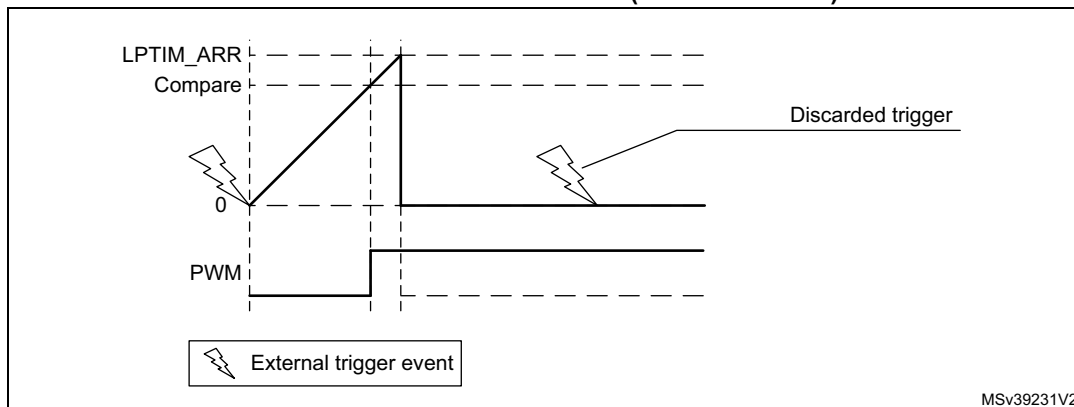 LPTIM_ARR
Compare
Discarded trigger
0
PWM
External trigger event
MSv39231V2